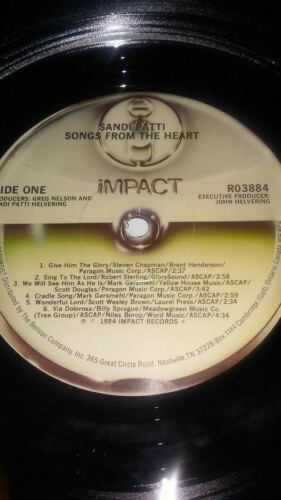 SANDI PATTI
SONGS FROM THE HEART
IDE ONE
iMPACT
R03884
ODUCERS: GREG NELSON AND
NDI PATTI HELVERING
EXECUTIVE PRODUCER:
JOHN HELVERING
1. Give Him The Glory/Steven Chapman/Brent Henderson/
Paragon Music Corp./ASCAP/2:37
2. Sing To The Lord/Robert Sterling/GlorySound/ASCAP/2:58
3. We Will See Him As He Is/Mark Gersmehl/Yellow House Music/ASCAP/
Scott Douglas/Paragon Music Corp./ASCAP/3:42
4. Cradle Song/Mark Gersmehl/Paragon Music Corp./ASCAP/2:59
5. Wonderful Lord/Scott Wesley Brown/Laurel Press/ASCAP/2:34
6. Via Dolorosa/Billy Sprague/Meadowgreen Music Co.
(Tree Group)/ASCAP/Niles Borop/Word Music/ASCAP/4:34
℗ © 1984 IMPACT RECORDS
Distributed by The Benson Company, Inc. 365 Great Circle Road, Nashville, TN 37228 - Box 1144 Cambridge (Galt), Ontario, Canada